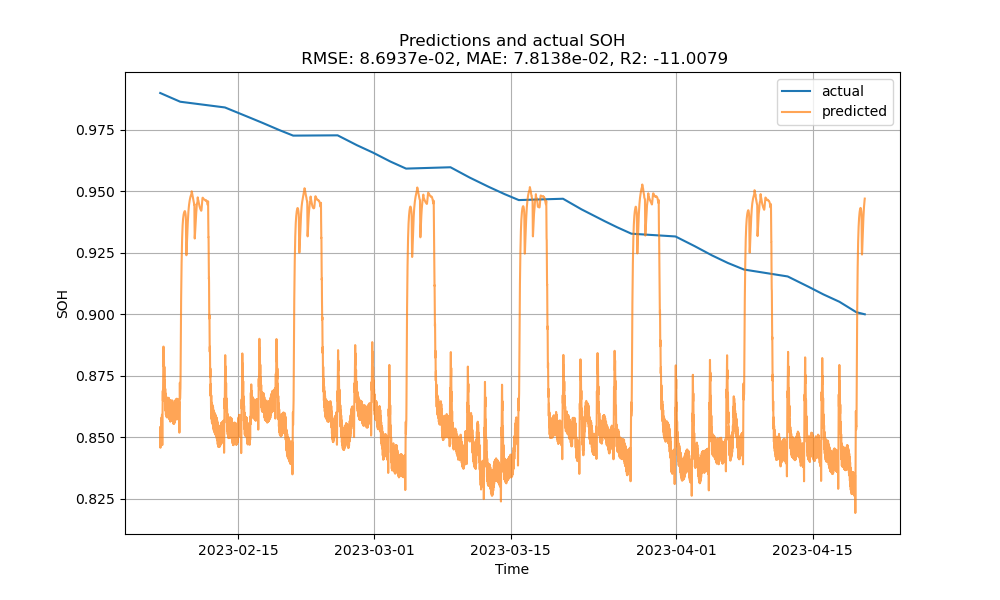 Predictions and actual SOH
RMSE: 8.6937e-02, MAE: 7.8138e-02, R2: -11.0079
actual
predicted
0.975
0.950
0.925
0.900
0.875
0.850
0.825
SOH
2023-02-15
2023-03-01
2023-03-15
2023-04-01
2023-04-15
Time